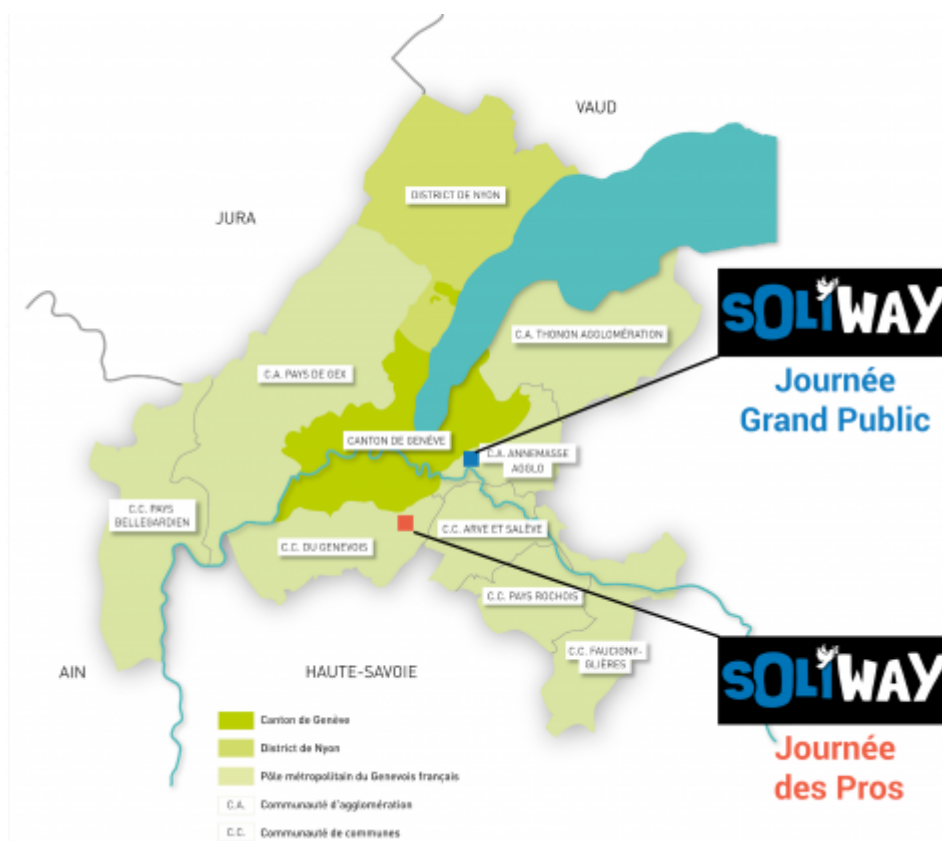 VAUD
DISTRICT DE NYON
JURA
SOLIWAY
Journée
Grand Public
C.A. THONON AGGLOMÉRATION
C.A. PAYS DE GEX
CANTON DE GENÈVE
C.A. ANNEMASSE
AGGLO
C.C. PAYS
BELLEGARDIEN
C.C. ARVE ET SALÈVE
C.C. DU GENEVOIS
C.C. PAYS ROCHOIS
C.C. FAUCIGNY-
GLIÈRES
AIN
HAUTE-SAVOIE
SOLIWAY
Journée
des Pros
Canton de Genève
District de Nyon
Pôle métropolitain du Genevois français
C.A. Communauté d'agglomération
C.C. Communauté de communes